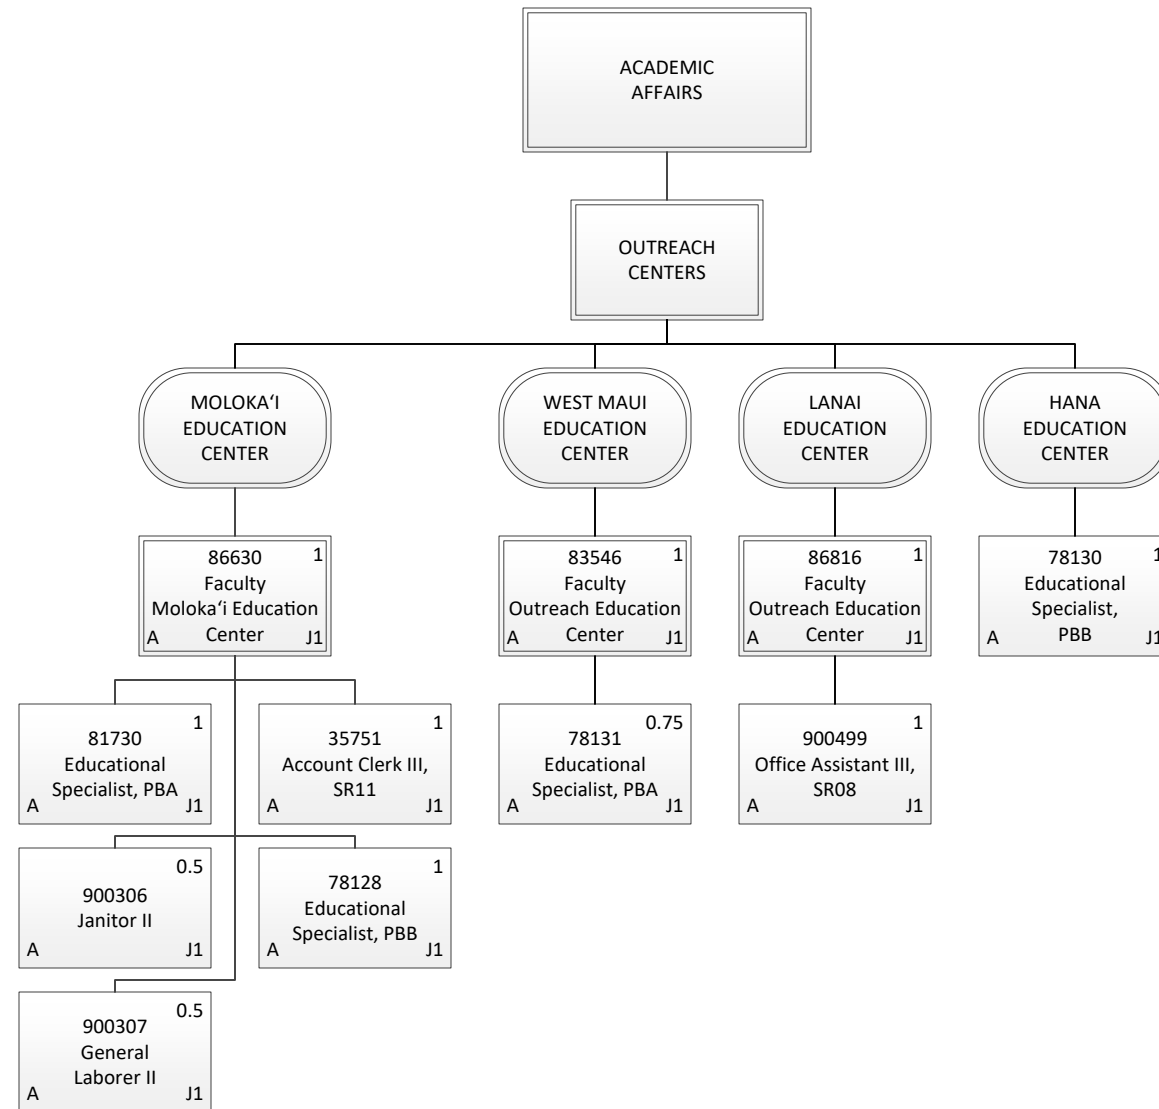 ACADEMIC
AFFAIRS
OUTREACH
CENTERS
MOLOKAʻI
EDUCATION
CENTER
WEST MAUI
EDUCATION
CENTER
LANAI
EDUCATION
CENTER
HANA
EDUCATION
CENTER
86630 1
Faculty
Molokaʻi Education
Center
A J1
83546 1
Faculty
Outreach Education
Center
A J1
86816 1
Faculty
Outreach Education
Center
A J1
78130 1
Educational
Specialist,
PBB
A J1
1
81730
Educational
Specialist, PBA
A J1
1
35751
Account Clerk III,
SR11
A J1
0.75
78131
Educational
Specialist, PBA
A J1
1
900499
Office Assistant III,
SR08
A J1
0.5
900306
Janitor II
A J1
1
78128
Educational
Specialist, PBB
A J1
0.5
900307
General
Laborer II
A J1